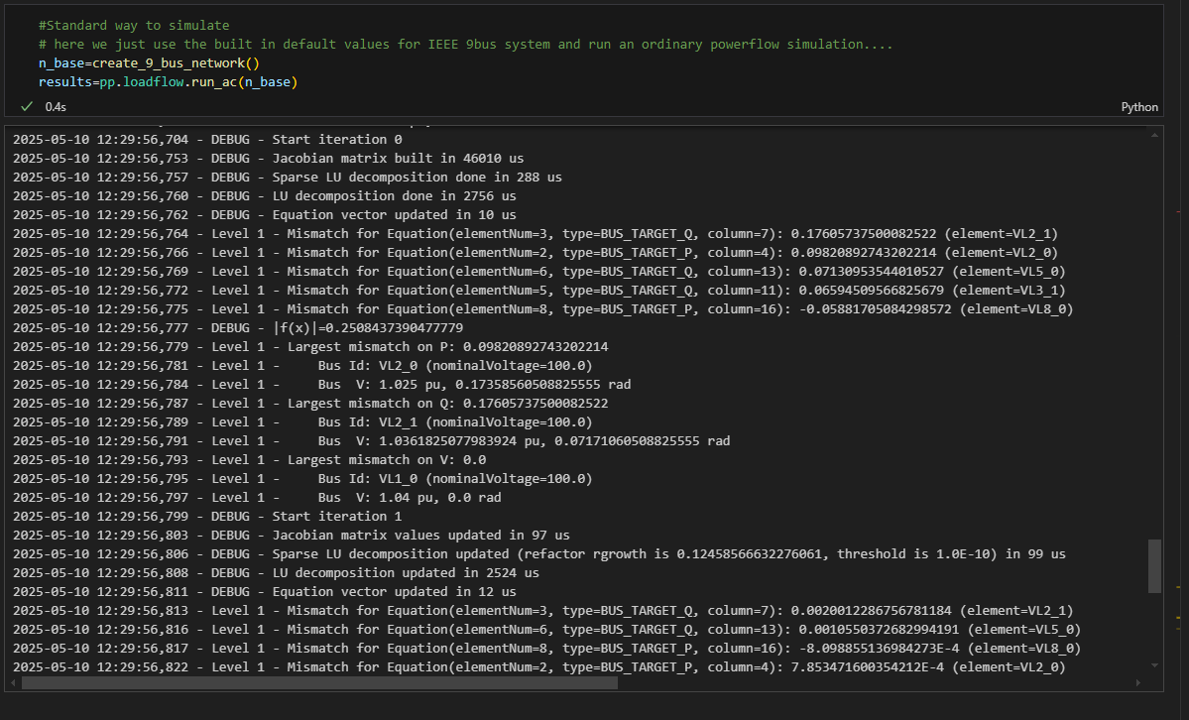 #Standard way to simulate
# here we just use the built in default values for IEEE 9bus system and run an ordinary powerflow simulation....
n_base=create_9_bus_network()
results=pp.loadflow.run_ac(n_base)
0.4s
Python
2025-05-10 12:29:56,704 - DEBUG - Start iteration 0
2025-05-10 12:29:56,753 - DEBUG - Jacobian matrix built in 46010 us
2025-05-10 12:29:56,757 - DEBUG - Sparse LU decomposition done in 288 us
2025-05-10 12:29:56,760 - DEBUG - LU decomposition done in 2756 us
2025-05-10 12:29:56,762 - DEBUG - Equation vector updated in 10 us
2025-05-10 12:29:56,764 - Level 1 - Mismatch for Equation(elementNum=3, type=BUS_TARGET_Q, column=7): 0.17605737500082522 (element=VL2_1)
2025-05-10 12:29:56,766 - Level 1 - Mismatch for Equation(elementNum=2, type=BUS_TARGET_P, column=4): 0.09820892743202214 (element=VL2_0)
2025-05-10 12:29:56,769 - Level 1 - Mismatch for Equation(elementNum=6, type=BUS_TARGET_Q, column=13): 0.07130953544010527 (element=VL5_0)
2025-05-10 12:29:56,772 - Level 1 - Mismatch for Equation(elementNum=5, type=BUS_TARGET_Q, column=11): 0.06594509566825679 (element=VL3_1)
2025-05-10 12:29:56,775 - Level 1 - Mismatch for Equation(elementNum=8, type=BUS_TARGET_P, column=16): -0.05881705084298572 (element=VL8_0)
2025-05-10 12:29:56,777 - DEBUG - |f(x)|=0.2508437390477779
2025-05-10 12:29:56,779 - Level 1 - Largest mismatch on P: 0.09820892743202214
2025-05-10 12:29:56,781 - Level 1 -     Bus Id: VL2_0 (nominalVoltage=100.0)
2025-05-10 12:29:56,784 - Level 1 -     Bus  V: 1.025 pu, 0.17358560508825555 rad
2025-05-10 12:29:56,787 - Level 1 - Largest mismatch on Q: 0.17605737500082522
2025-05-10 12:29:56,789 - Level 1 -     Bus Id: VL2_1 (nominalVoltage=100.0)
2025-05-10 12:29:56,791 - Level 1 -     Bus  V: 1.0361825077983924 pu, 0.07171060508825555 rad
2025-05-10 12:29:56,793 - Level 1 - Largest mismatch on V: 0.0
2025-05-10 12:29:56,795 - Level 1 -     Bus Id: VL1_0 (nominalVoltage=100.0)
2025-05-10 12:29:56,797 - Level 1 -     Bus  V: 1.04 pu, 0.0 rad
2025-05-10 12:29:56,799 - DEBUG - Start iteration 1
2025-05-10 12:29:56,803 - DEBUG - Jacobian matrix values updated in 97 us
2025-05-10 12:29:56,806 - DEBUG - Sparse LU decomposition updated (refactor rgrowth is 0.12458566632276061, threshold is 1.0E-10) in 99 us
2025-05-10 12:29:56,808 - DEBUG - LU decomposition updated in 2524 us
2025-05-10 12:29:56,811 - DEBUG - Equation vector updated in 12 us
2025-05-10 12:29:56,813 - Level 1 - Mismatch for Equation(elementNum=3, type=BUS_TARGET_Q, column=7): 0.0020012286756781184 (element=VL2_1)
2025-05-10 12:29:56,816 - Level 1 - Mismatch for Equation(elementNum=6, type=BUS_TARGET_Q, column=13): 0.0010550372682994191 (element=VL5_0)
2025-05-10 12:29:56,817 - Level 1 - Mismatch for Equation(elementNum=8, type=BUS_TARGET_P, column=16): -8.098855136984273E-4 (element=VL8_0)
2025-05-10 12:29:56,822 - Level 1 - Mismatch for Equation(elementNum=2, type=BUS_TARGET_P, column=4): 7.853471600354212E-4 (element=VL2_0)